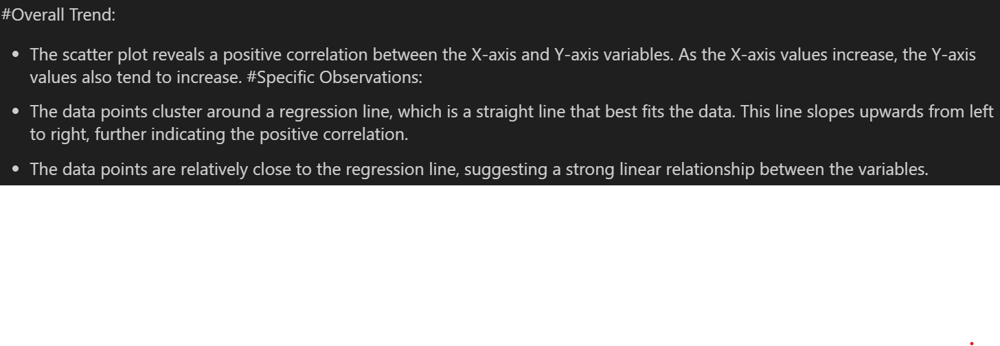 #Overall Trend:
• The scatter plot reveals a positive correlation between the X-axis and Y-axis variables. As the X-axis values increase, the Y-axis
values also tend to increase. #Specific Observations:
• The data points cluster around a regression line, which is a straight line that best fits the data. This line slopes upwards from left
to right, further indicating the positive correlation.
• The data points are relatively close to the regression line, suggesting a strong linear relationship between the variables.